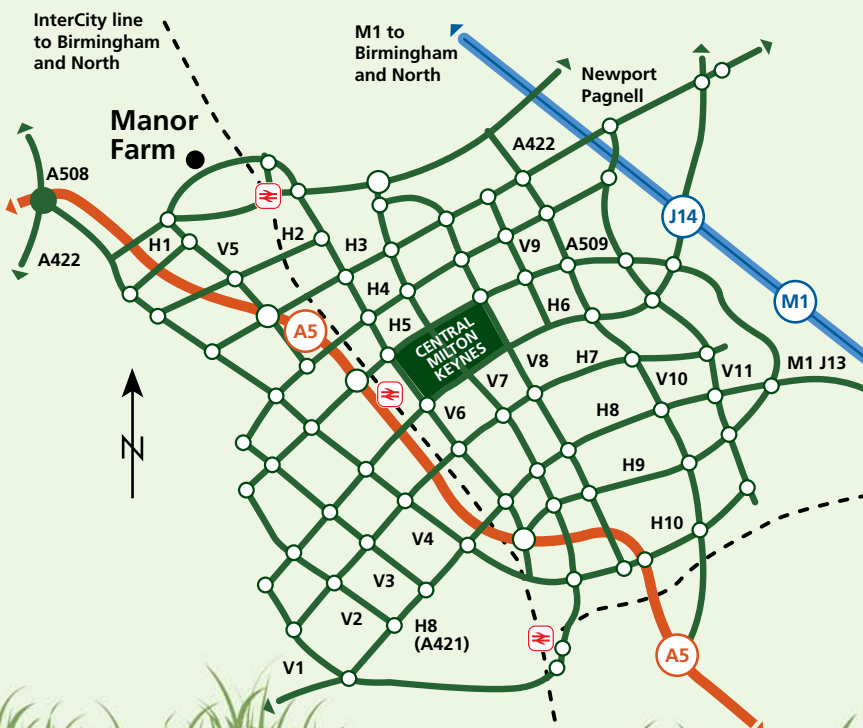 InterCity line
to Birmingham
and North
M1 to
Birmingham
and North
Newport
Pagnell
Manor
Farm
A422
A508
J14
H1
V5
H2
H3
V9
A509
A422
H4
H6
M1
A5
H5
CENTRAL
MILTON
KEYNES
V8
H7
V7
V10
V11
M1 J13
V6
H8
N
H9
H10
V4
V3
V2
H8
(A421)
V1
A5